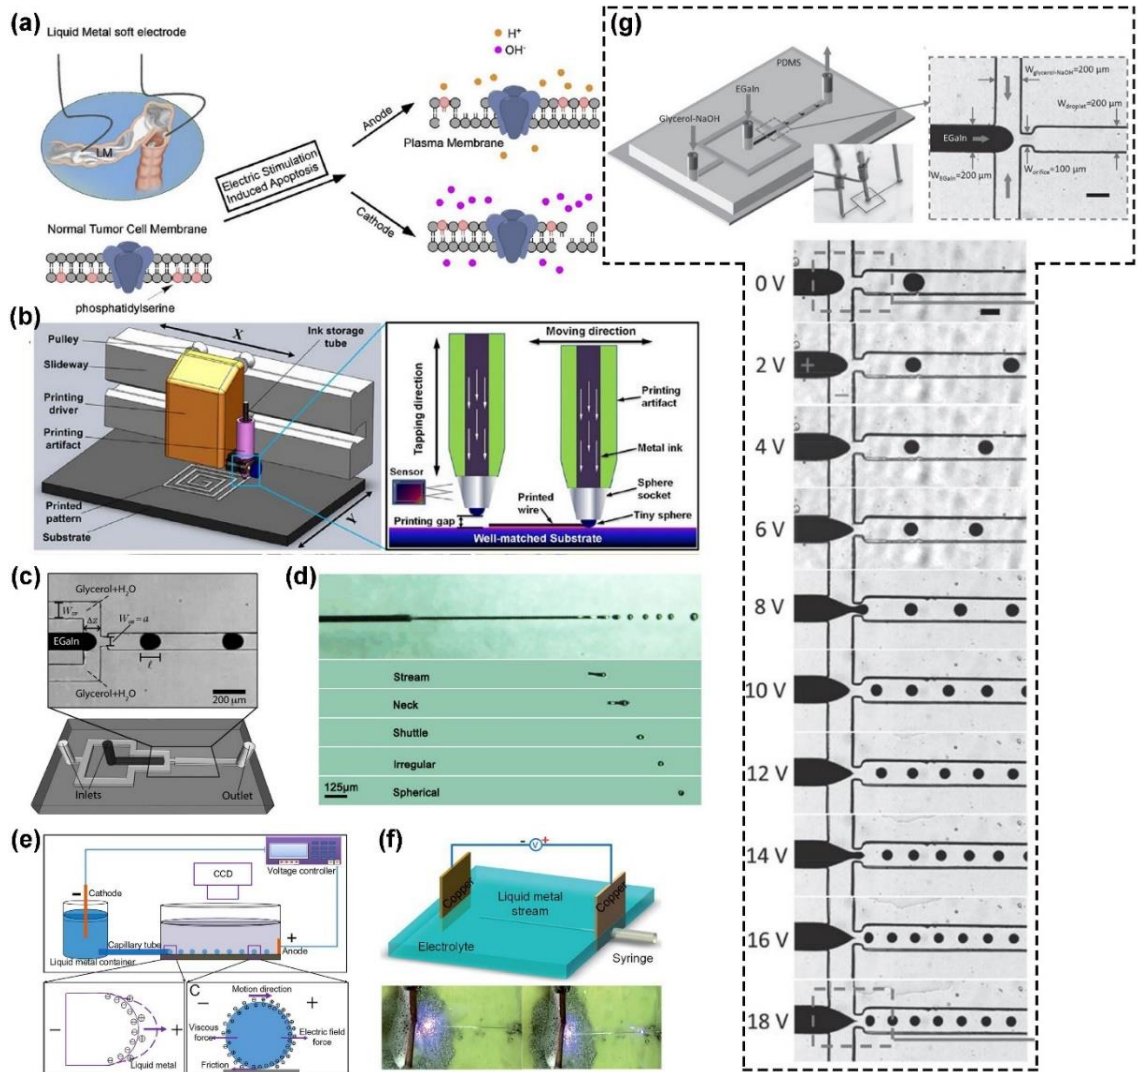 (a)
Liquid Metal soft electrode
LM
Normal Tumor Cell Membrane
phosphatidylserine
Electric Stimulation
Induced Apoptosis
Anode
Cathode
H⁺
OH⁻
Plasma Membrane
(b)
Pulley
Slideway
Printing
driver
Printing
artifact
Printed
pattern
Substrate
X
Y
Ink storage
tube
Tapping direction
Moving direction
Printing
artifact
Metal ink
Sensor
Sphere
socket
Printed
wire
Tiny sphere
Printing gap
Well-matched Substrate
(c)
Glycerol+H₂O
Δx
EGaIn
ℓ
Glycerol+H₂O
200 μm
Inlets
Outlet
(d)
Stream
Neck
Shuttle
Irregular
Spherical
125μm
(e)
Cathode
CCD
Voltage controller
Capillary tube
Anode
Liquid metal container
− +
Liquid metal
C
Motion direction
− +
Viscous
force
Electric field
force
Friction
(f)
- V +
Copper
Liquid metal
stream
Copper
Electrolyte
Syringe
(g)
PDMS
EGaIn
Glycerol-NaOH
Wglycerol-NaOH=200 μm
Wdroplet=200 μm
EGaIn
WEGaIn=200 μm
Worifice=100 μm
0 V
2 V
4 V
6 V
8 V
10 V
12 V
14 V
16 V
18 V